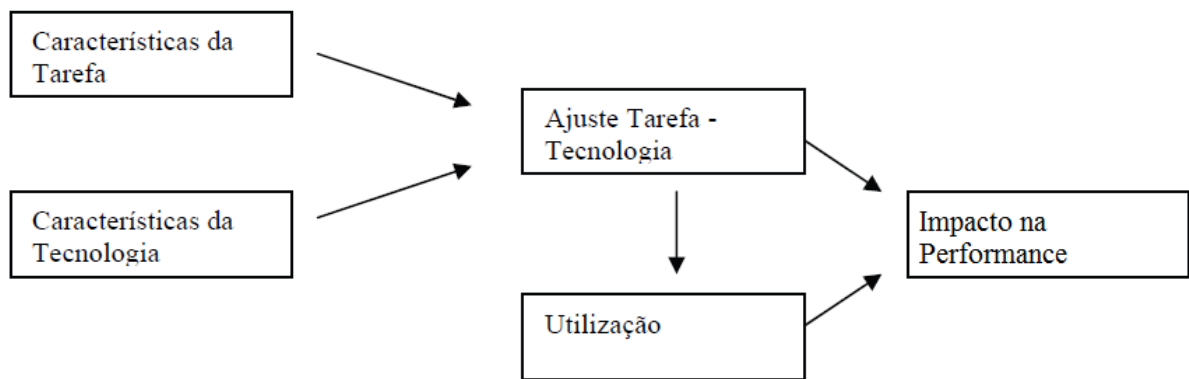 Características da
Tarefa
Ajuste Tarefa -
Tecnologia
Características da
Tecnologia
Impacto na
Performance
Utilização